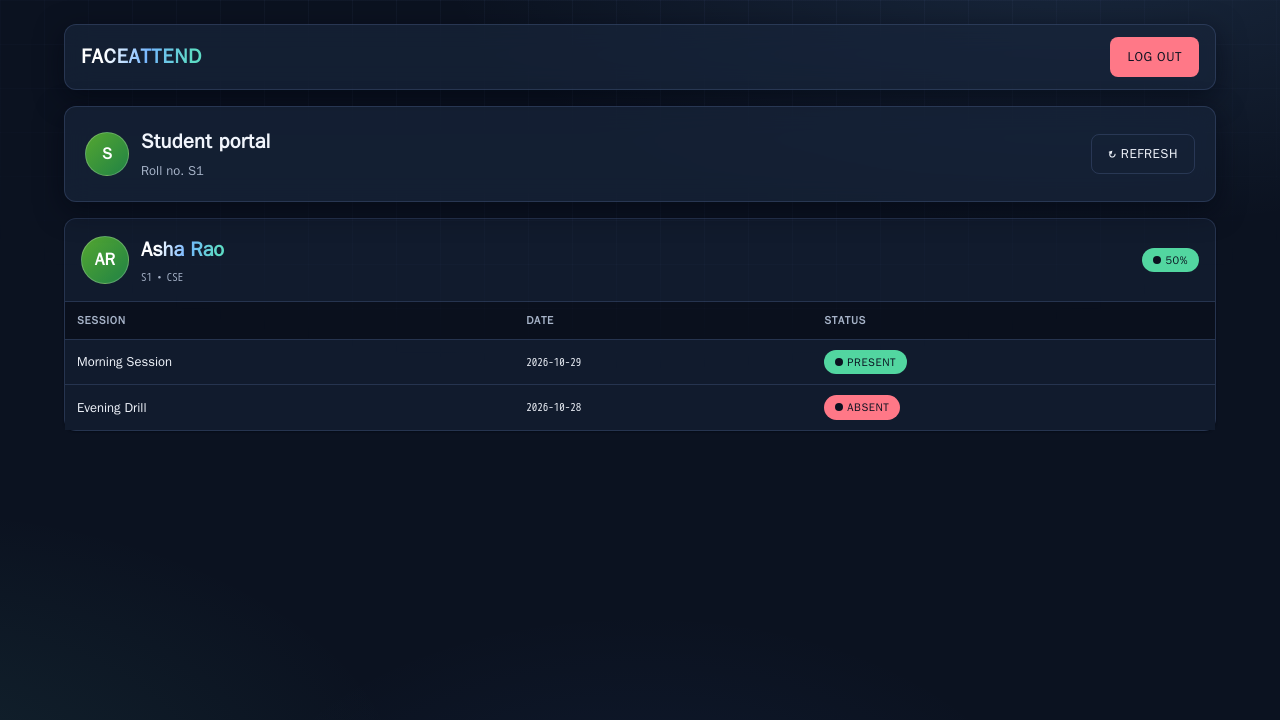 FACEATTEND
LOG OUT
S
Student portal
Roll no. S1
↻ REFRESH
AR
Asha Rao
S1 • CSE
50%
SESSION DATE STATUS
Morning Session 2026-10-29 PRESENT
Evening Drill 2026-10-28 ABSENT